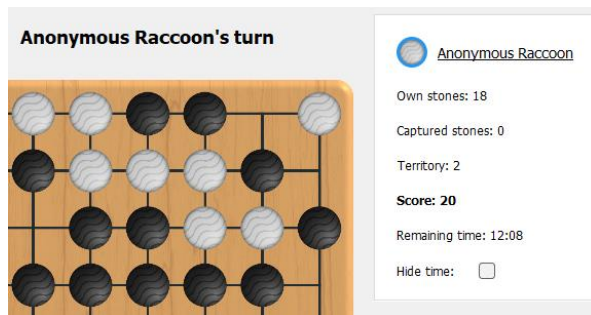 Anonymous Raccoon's turn
Anonymous Raccoon
Own stones: 18
Captured stones: 0
Territory: 2
Score: 20
Remaining time: 12:08
Hide time: